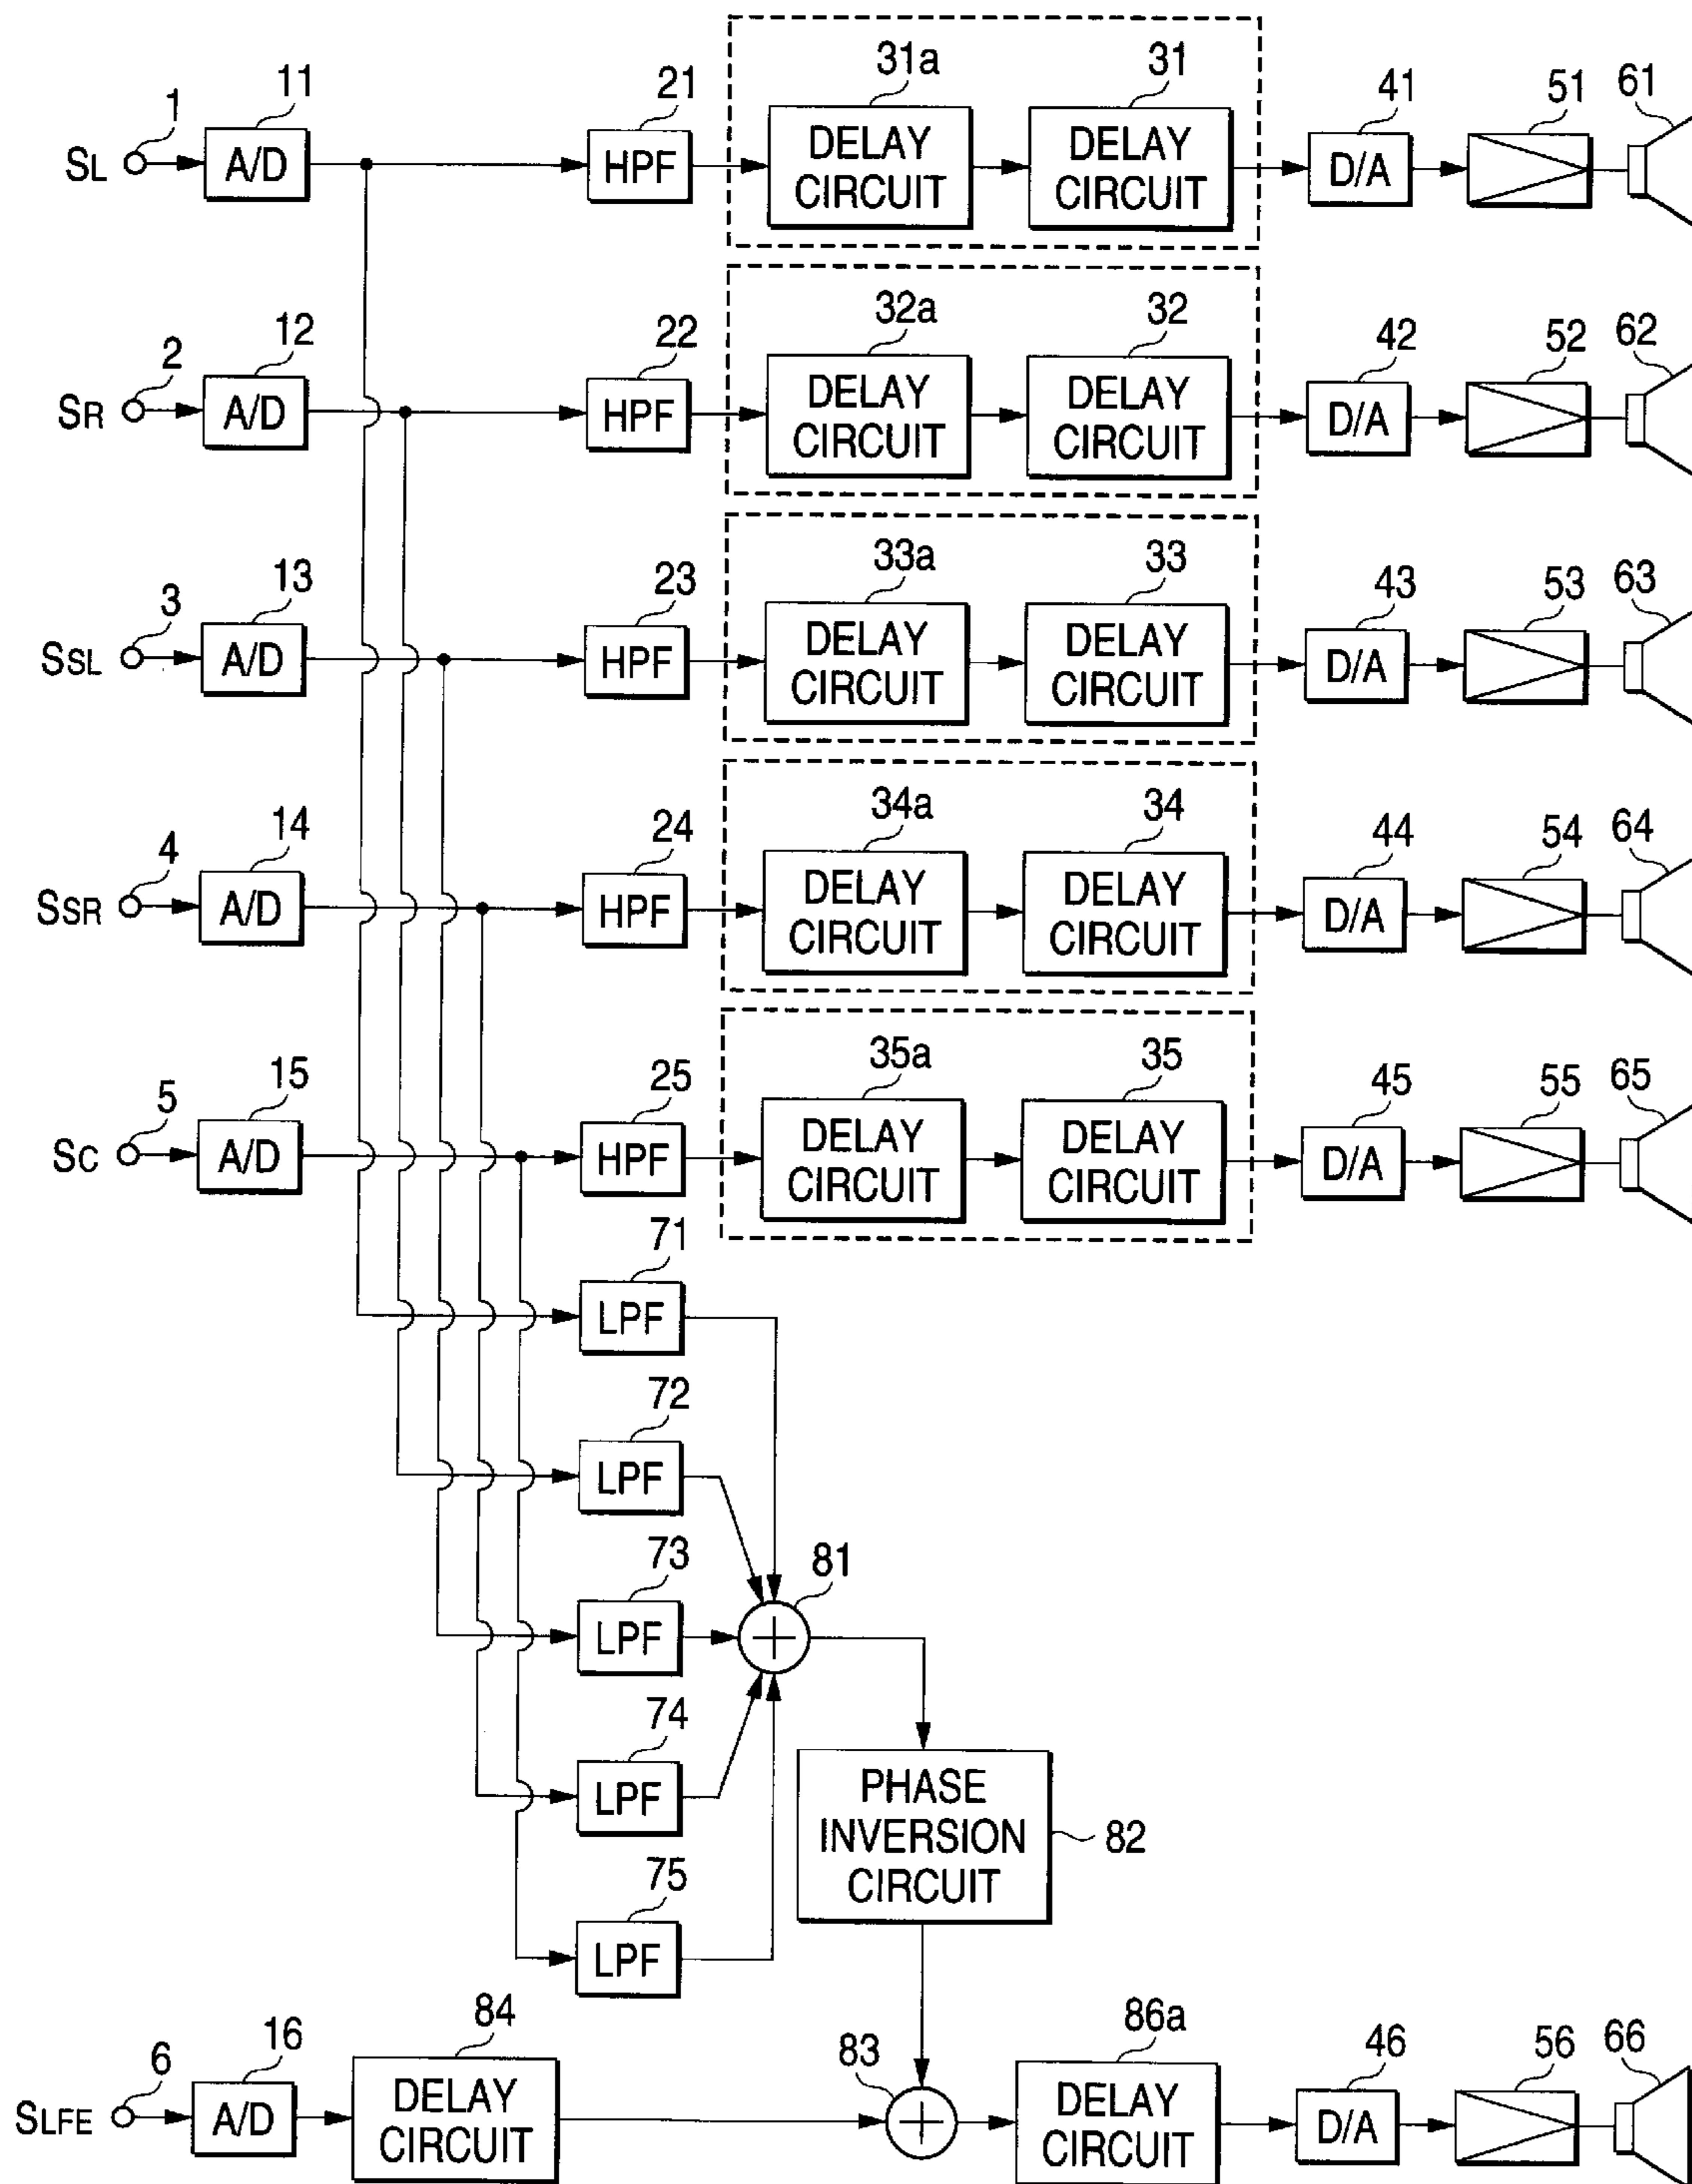 31a 31
1 11 21 41 51 61
SL A/D HPF DELAY CIRCUIT DELAY CIRCUIT D/A
32a 32
2 12 22 42 52 62
SR A/D HPF DELAY CIRCUIT DELAY CIRCUIT D/A
33a 33
3 13 23 43 53 63
SSL A/D HPF DELAY CIRCUIT DELAY CIRCUIT D/A
34a 34
4 14 24 44 54 64
SSR A/D HPF DELAY CIRCUIT DELAY CIRCUIT D/A
35a 35
5 15 25 45 55 65
SC A/D HPF DELAY CIRCUIT DELAY CIRCUIT D/A
71
LPF
72
LPF
73 81
LPF +
74
LPF
PHASE
INVERSION 82
CIRCUIT
75
LPF
6 16 84 83 86a 46 56 66
SLFE A/D DELAY CIRCUIT + DELAY CIRCUIT D/A